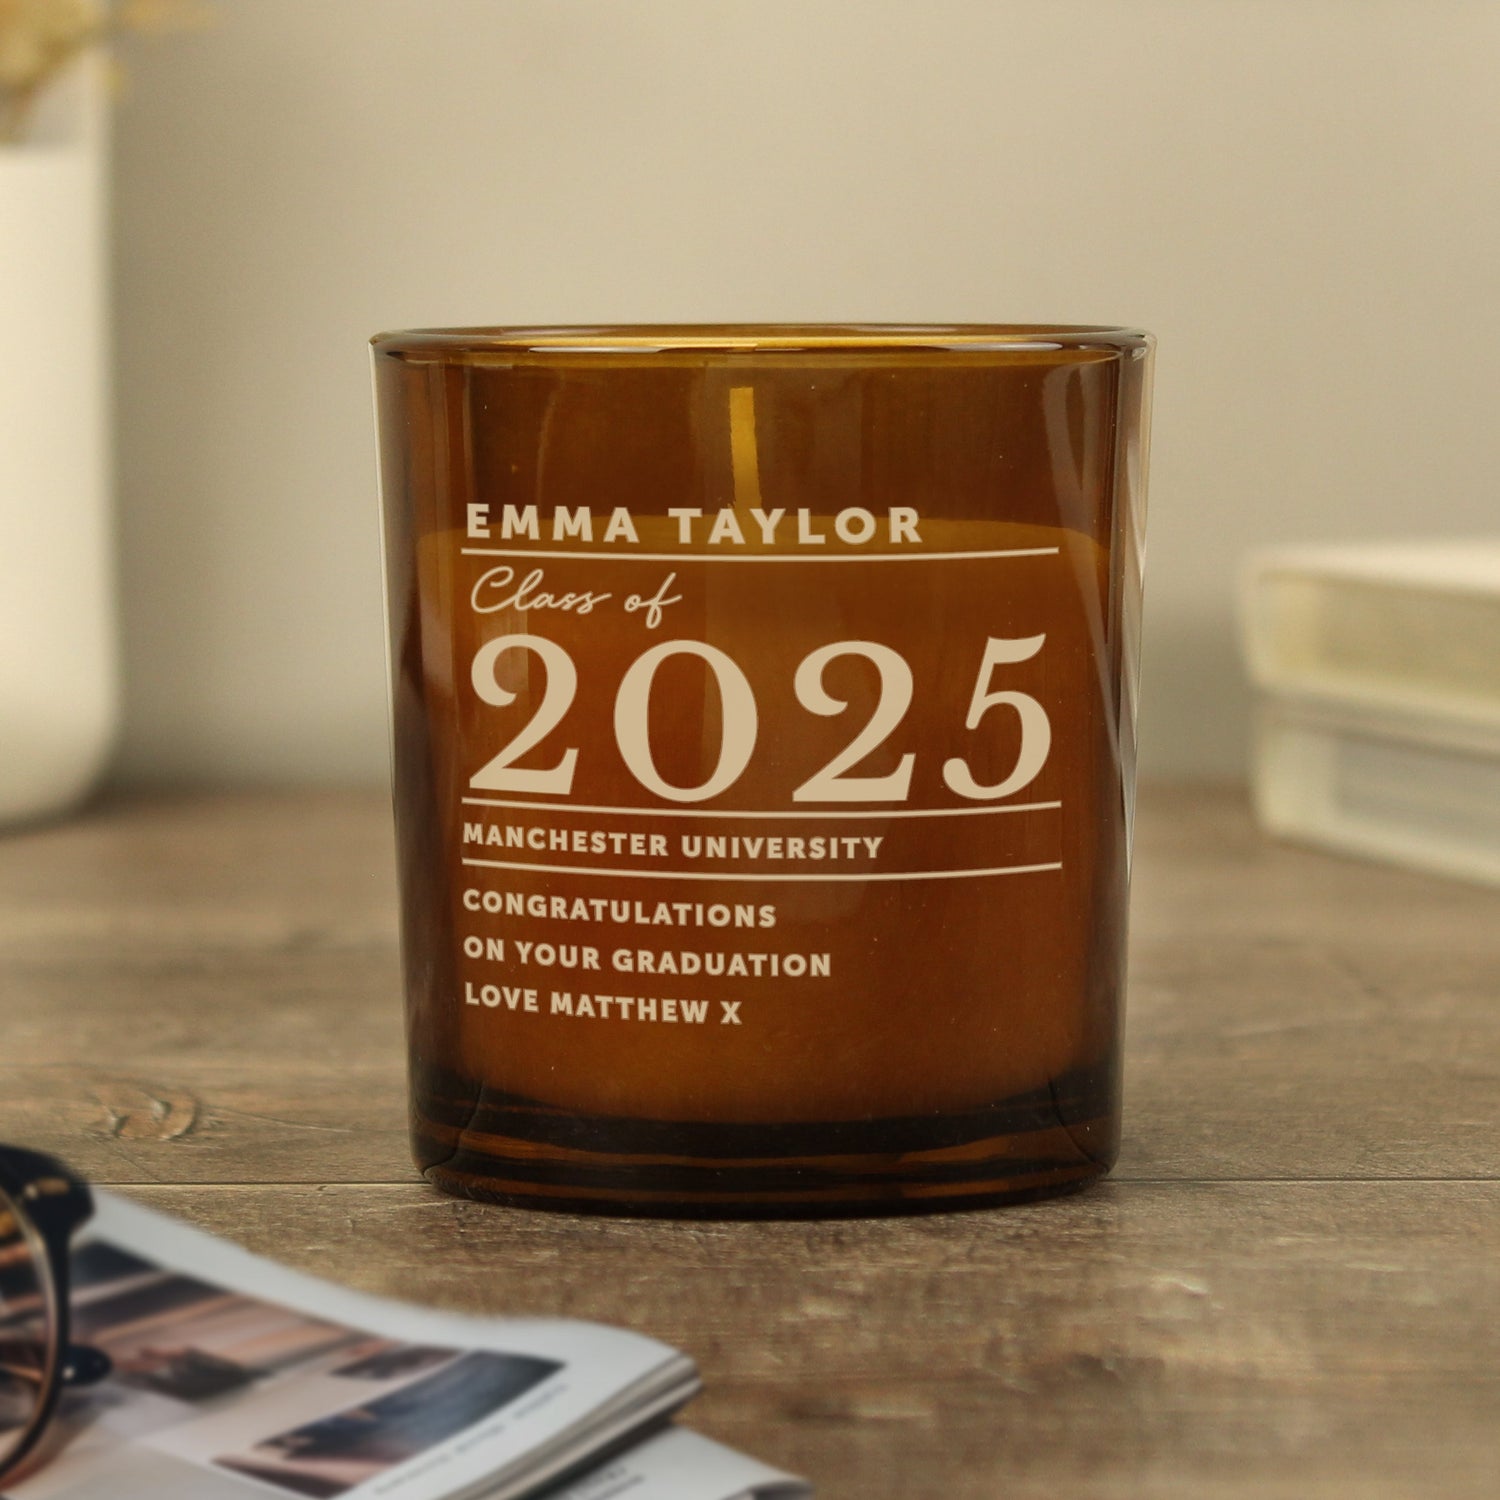 EMMA TAYLOR
Class of
2025
MANCHESTER UNIVERSITY
CONGRATULATIONS
ON YOUR GRADUATION
LOVE MATTHEW X